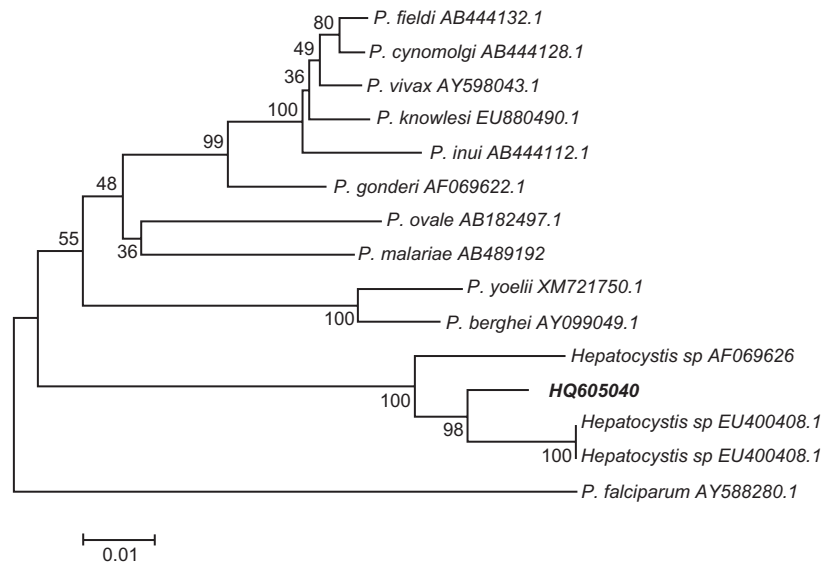 80
P. fieldi AB444132.1
49
P. cynomolgi AB444128.1
36
P. vivax AY598043.1
100
P. knowlesi EU880490.1
99
P. inui AB444112.1
48
P. gonderi AF069622.1
P. ovale AB182497.1
55
36
P. malariae AB489192
P. yoelii XM721750.1
100
P. berghei AY099049.1
Hepatocystis sp AF069626
100
HQ605040
98
Hepatocystis sp EU400408.1
100
Hepatocystis sp EU400408.1
P. falciparum AY588280.1
0.01